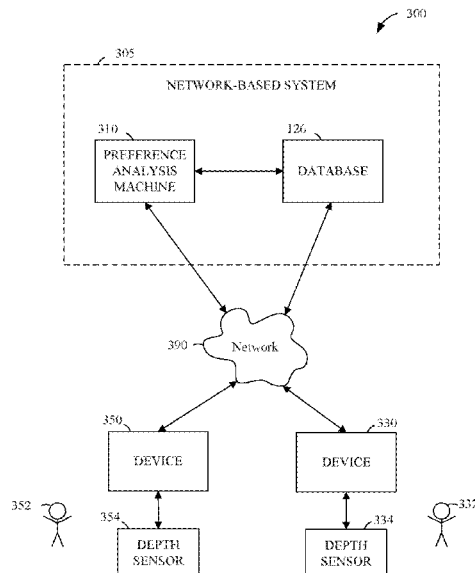 300
305
NETWORK-BASED SYSTEM
310
PREFERENCE
ANALYSIS
MACHINE
126
DATABASE
390
Network
350
DEVICE
330
DEVICE
352
354
DEPTH
SENSOR
334
DEPTH
SENSOR
332